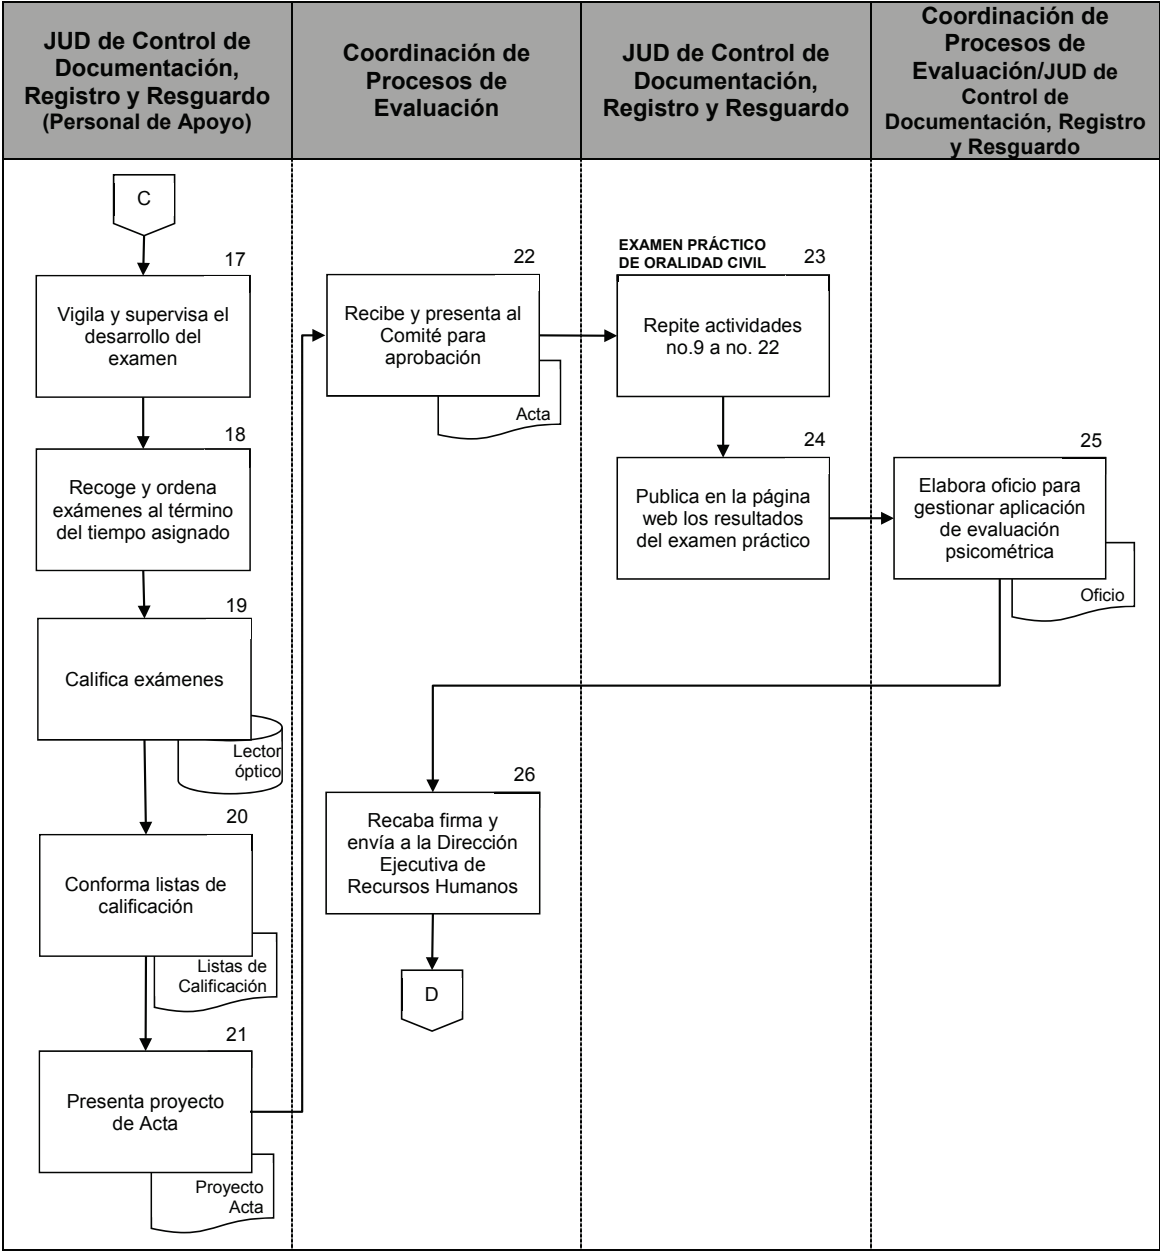 JUD de Control de
Documentación,
Registro y Resguardo
(Personal de Apoyo)
Coordinación de
Procesos de
Evaluación
JUD de Control de
Documentación,
Registro y Resguardo
Coordinación de
Procesos de
Evaluación/JUD de
Control de
Documentación, Registro
y Resguardo
C
17
Vigila y supervisa el
desarrollo del
examen
18
Recoge y ordena
exámenes al término
del tiempo asignado
19
Califica exámenes
Lector
óptico
20
Conforma listas de
calificación
Listas de
Calificación
21
Presenta proyecto
de Acta
Proyecto
Acta
22
Recibe y presenta al
Comité para
aprobación
Acta
EXAMEN PRÁCTICO
DE ORALIDAD CIVIL
23
Repite actividades
no.9 a no. 22
24
Publica en la página
web los resultados
del examen práctico
25
Elabora oficio para
gestionar aplicación
de evaluación
psicométrica
Oficio
26
Recaba firma y
envía a la Dirección
Ejecutiva de
Recursos Humanos
D